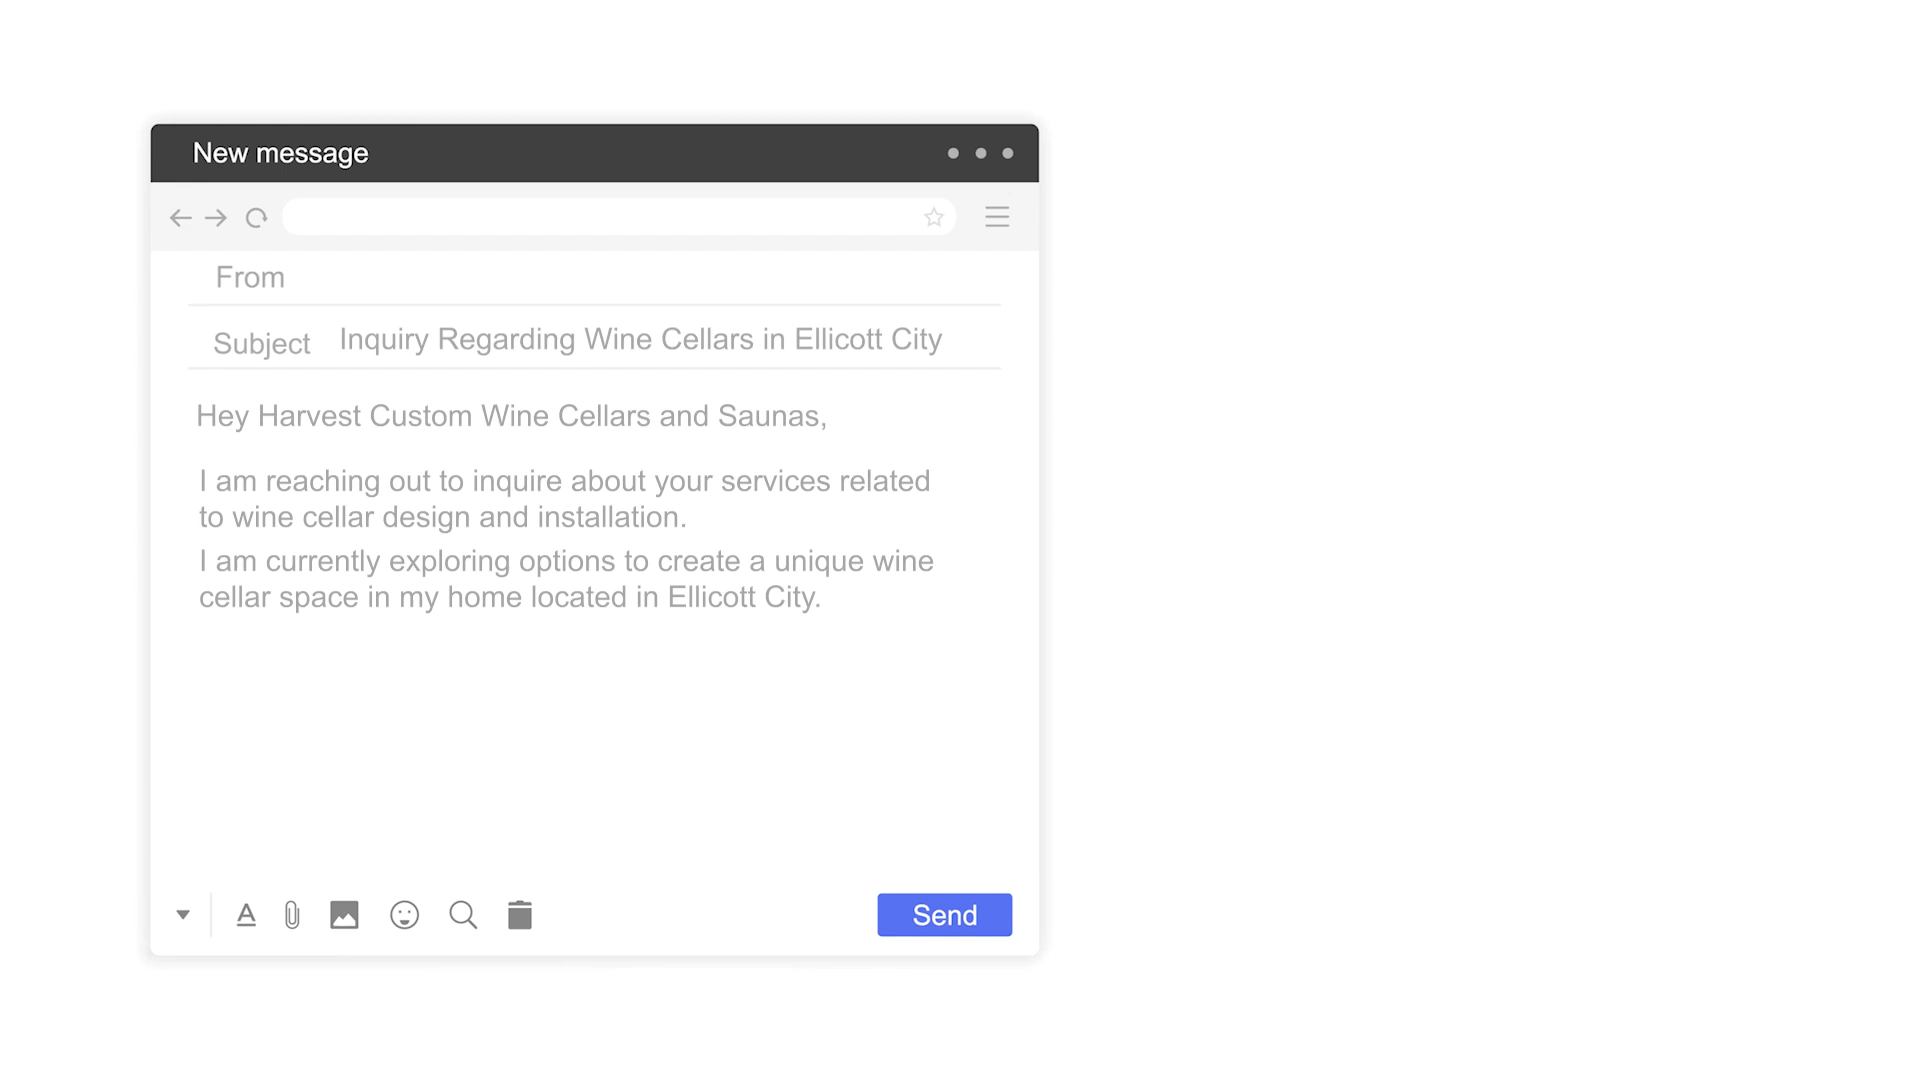 New message
From
Subject Inquiry Regarding Wine Cellars in Ellicott City
Hey Harvest Custom Wine Cellars and Saunas,
I am reaching out to inquire about your services related
to wine cellar design and installation.
I am currently exploring options to create a unique wine
cellar space in my home located in Ellicott City.
Send